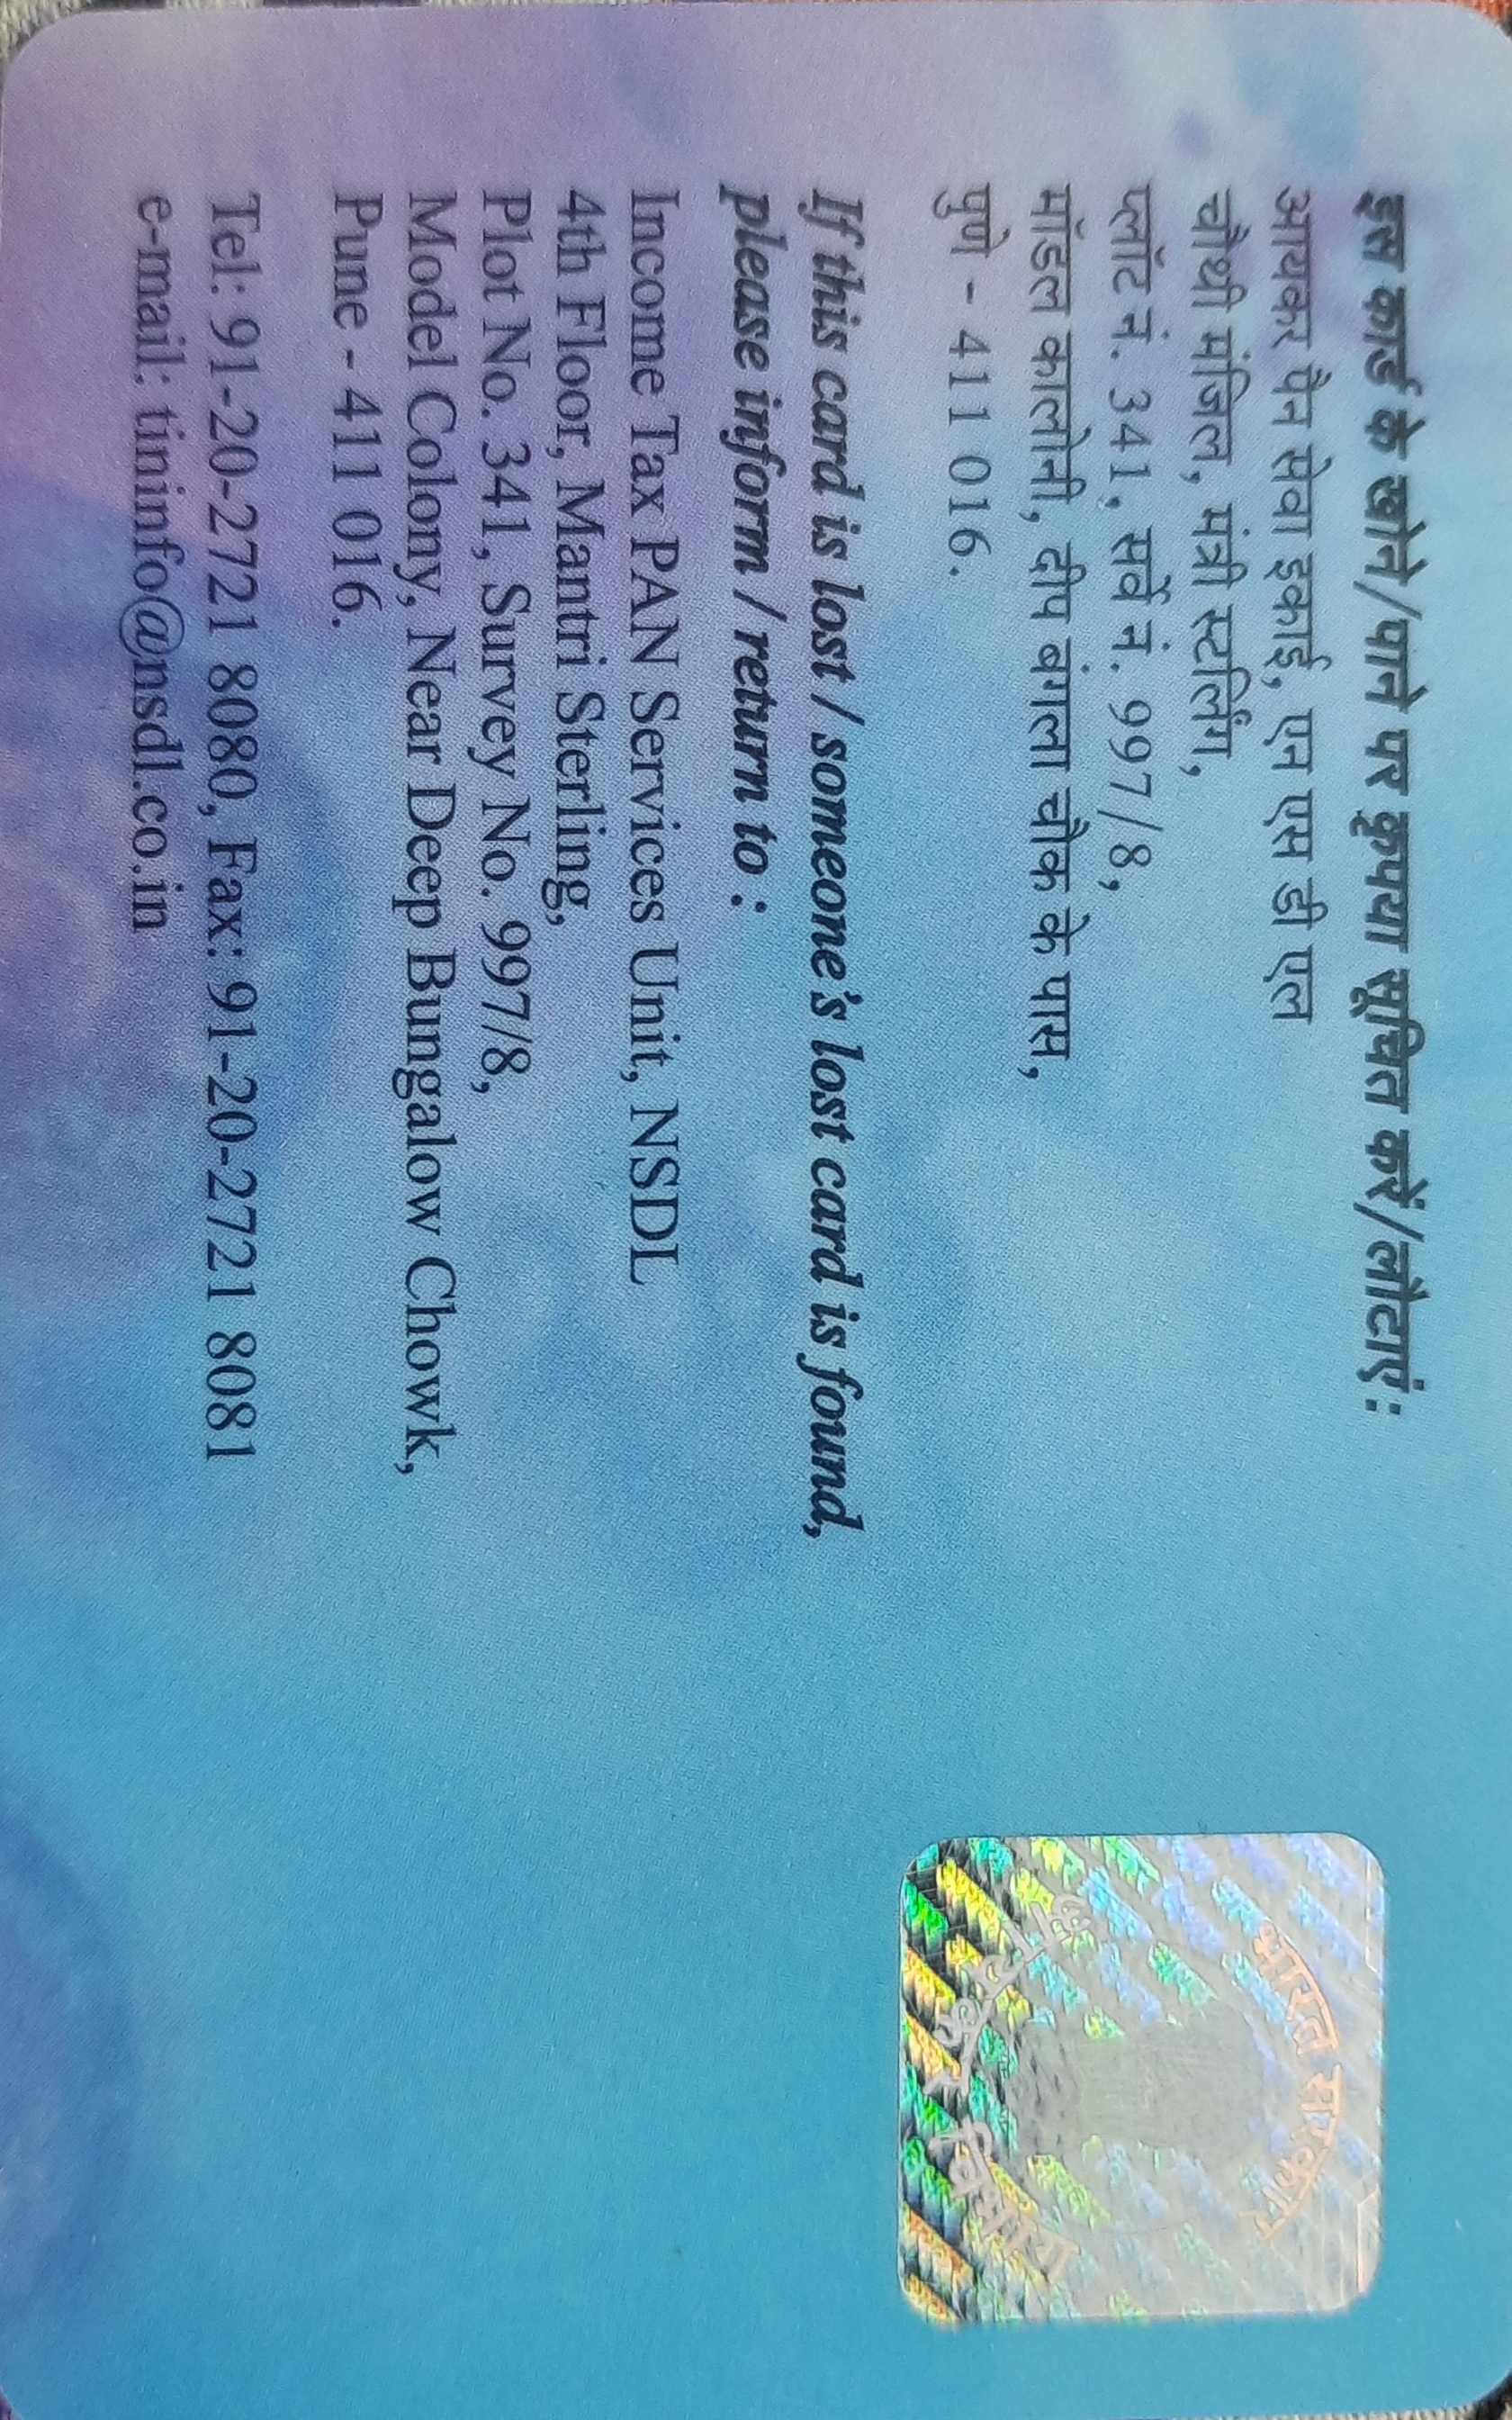 इस कार्ड के खोने/पाने पर कृपया सूचित करें/लौटाएं:
आयकर पैन सेवा इकाई, एन एस डी एल
चौथी मंजिल, मंत्री स्टर्लिंग,
प्लॉट नं. 341, सर्वे नं. 997/8,
मॉडल कालोनी, दीप बंगला चौक के पास,
पुणे - 411 016.
भारत सरकार
आयकर विभाग
If this card is lost / someone's lost card is found,
please inform / return to :
Income Tax PAN Services Unit, NSDL
4th Floor, Mantri Sterling,
Plot No. 341, Survey No. 997/8,
Model Colony, Near Deep Bungalow Chowk,
Pune - 411 016.
Tel: 91-20-2721 8080, Fax: 91-20-2721 8081
e-mail: tininfo@nsdl.co.in